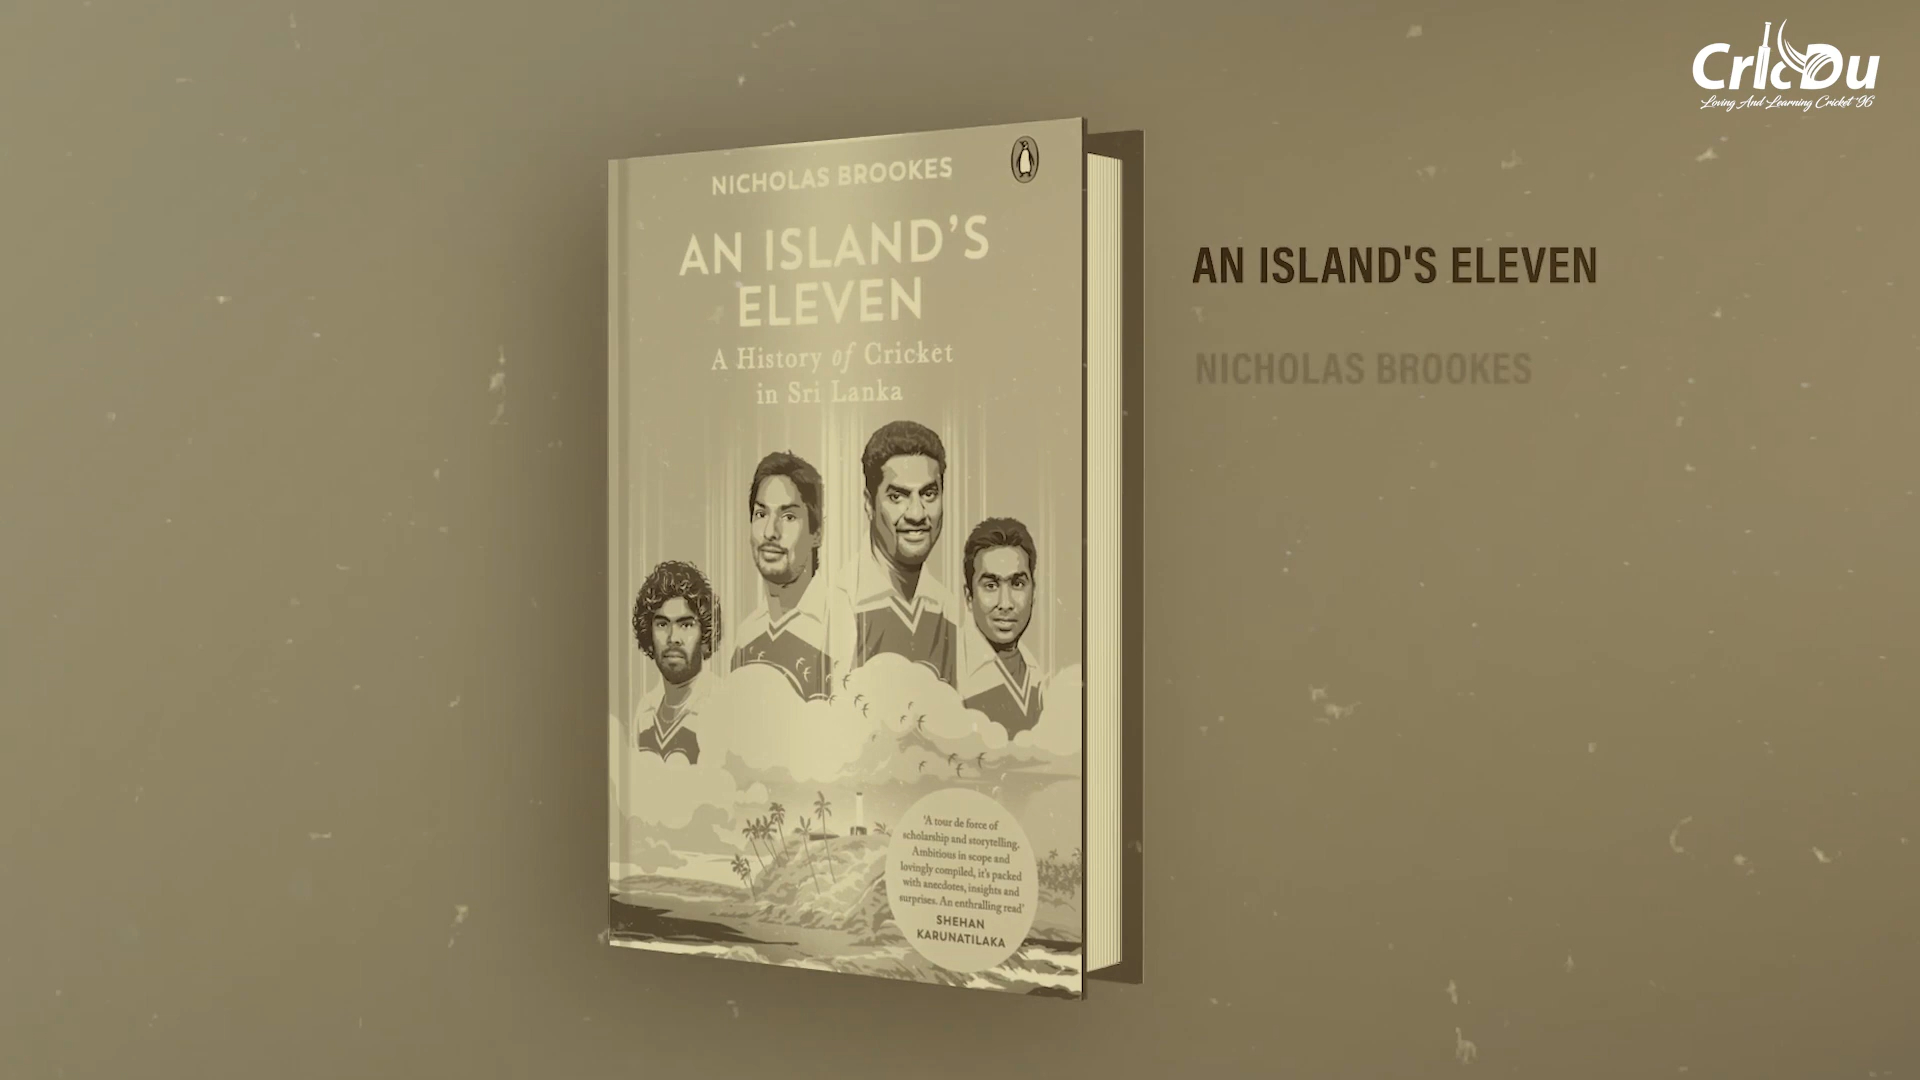 CricDu
Loving And Learning Cricket '96
NICHOLAS BROOKES
AN ISLAND'S
ELEVEN
A History of Cricket
in Sri Lanka
'A tour de force of
scholarship and storytelling.
Ambitious in scope and
lovingly compiled, it's packed
with anecdotes, insights and
surprises. An enthralling read'
SHEHAN
KARUNATILAKA
AN ISLAND'S ELEVEN
NICHOLAS BROOKES